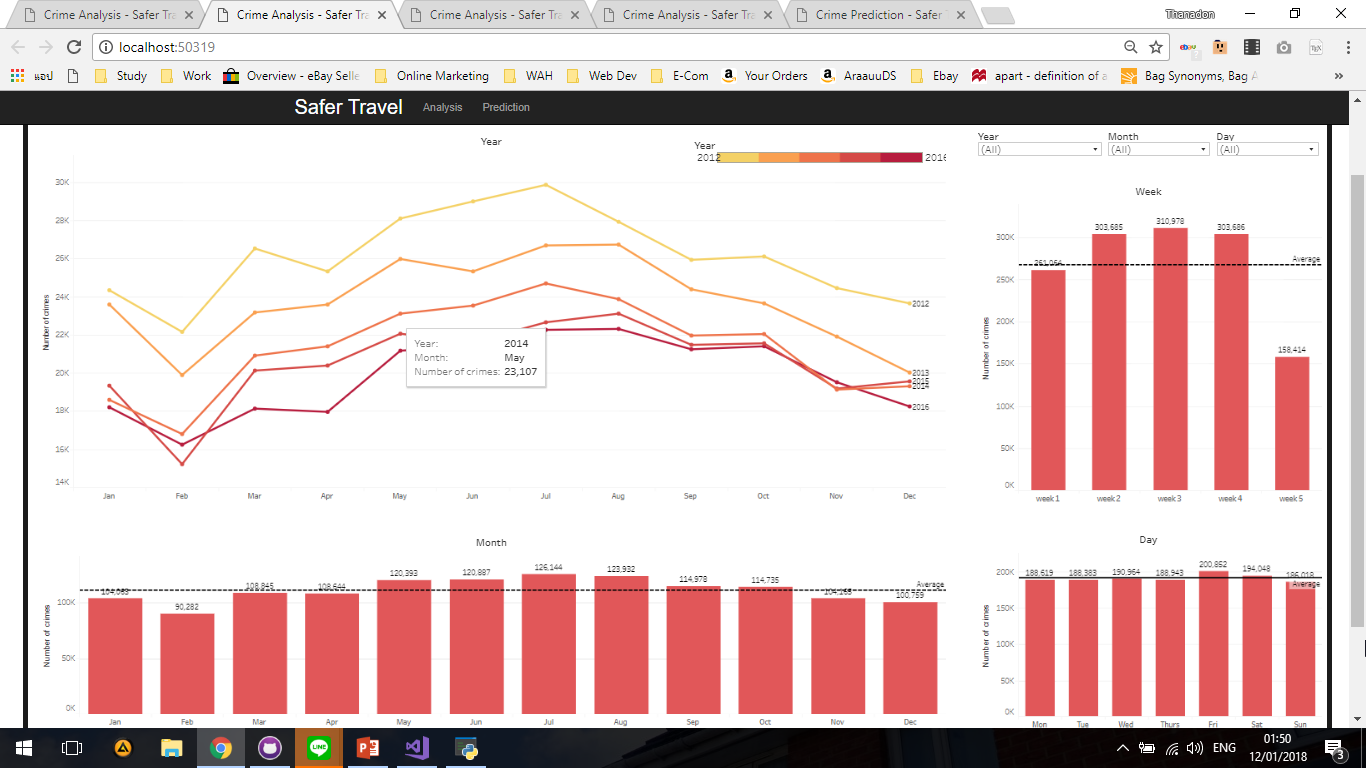 Crime Analysis - Safer Tra
Crime Analysis - Safer Tra
Crime Analysis - Safer Tra
Crime Analysis - Safer Tra
Crime Prediction - Safer
Thanadon
localhost:50319
แอป
Study
Work
Overview - eBay Selle
Online Marketing
WAH
Web Dev
E-Com
Your Orders
AraauuDS
Ebay
apart - definition of a
Bag Synonyms, Bag A
Safer Travel
Analysis
Prediction
Year
Year
2012
2016
30K
28K
26K
24K
22K
20K
18K
16K
14K
Number of crimes
Jan Feb Mar Apr May Jun Jul Aug Sep Oct Nov Dec
2012
2013
2015
2014
2016
Year: 2014
Month: May
Number of crimes: 23,107
Year
(All)
Month
(All)
Day
(All)
Week
300K
250K
200K
150K
100K
50K
0K
Number of crimes
303,685
310,978
303,686
158,414
Average
week 1 week 2 week 3 week 4 week 5
Month
100K
50K
0K
Number of crimes
90,282
108,845
108,644
120,393
120,887
126,144
123,932
114,978
114,735
100,759
Average
Jan Feb Mar Apr May Jun Jul Aug Sep Oct Nov Dec
Day
200K
150K
100K
50K
0K
Number of crimes
188,619
188,383
190,964
188,943
200,852
194,048
186,018
Average
Mon Tue Wed Thurs Fri Sat Sun
LINE
ENG
01:50
12/01/2018
3